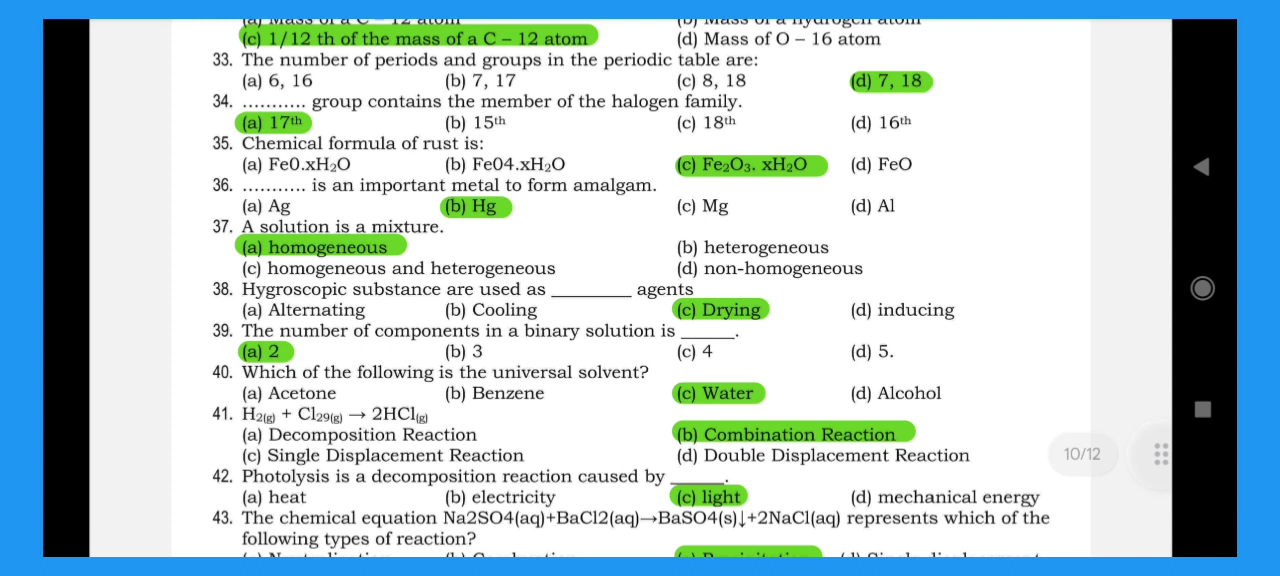 (c) 1/12 th of the mass of a C – 12 atom (d) Mass of O – 16 atom
33. The number of periods and groups in the periodic table are:
(a) 6, 16 (b) 7, 17 (c) 8, 18 (d) 7, 18
34. ........... group contains the member of the halogen family.
(a) 17th (b) 15th (c) 18th (d) 16th
35. Chemical formula of rust is:
(a) Fe0.xH₂O (b) Fe04.xH₂O (c) Fe₂O₃. xH₂O (d) FeO
36. ........... is an important metal to form amalgam.
(a) Ag (b) Hg (c) Mg (d) Al
37. A solution is a mixture.
(a) homogeneous (b) heterogeneous
(c) homogeneous and heterogeneous (d) non-homogeneous
38. Hygroscopic substance are used as _________ agents
(a) Alternating (b) Cooling (c) Drying (d) inducing
39. The number of components in a binary solution is ______.
(a) 2 (b) 3 (c) 4 (d) 5.
40. Which of the following is the universal solvent?
(a) Acetone (b) Benzene (c) Water (d) Alcohol
41. H₂(g) + Cl₂9(g) → 2HCl(g)
(a) Decomposition Reaction (b) Combination Reaction
(c) Single Displacement Reaction (d) Double Displacement Reaction
10/12
42. Photolysis is a decomposition reaction caused by ______.
(a) heat (b) electricity (c) light (d) mechanical energy
43. The chemical equation Na2SO4(aq)+BaCl2(aq)→BaSO4(s)↓+2NaCl(aq) represents which of the
following types of reaction?